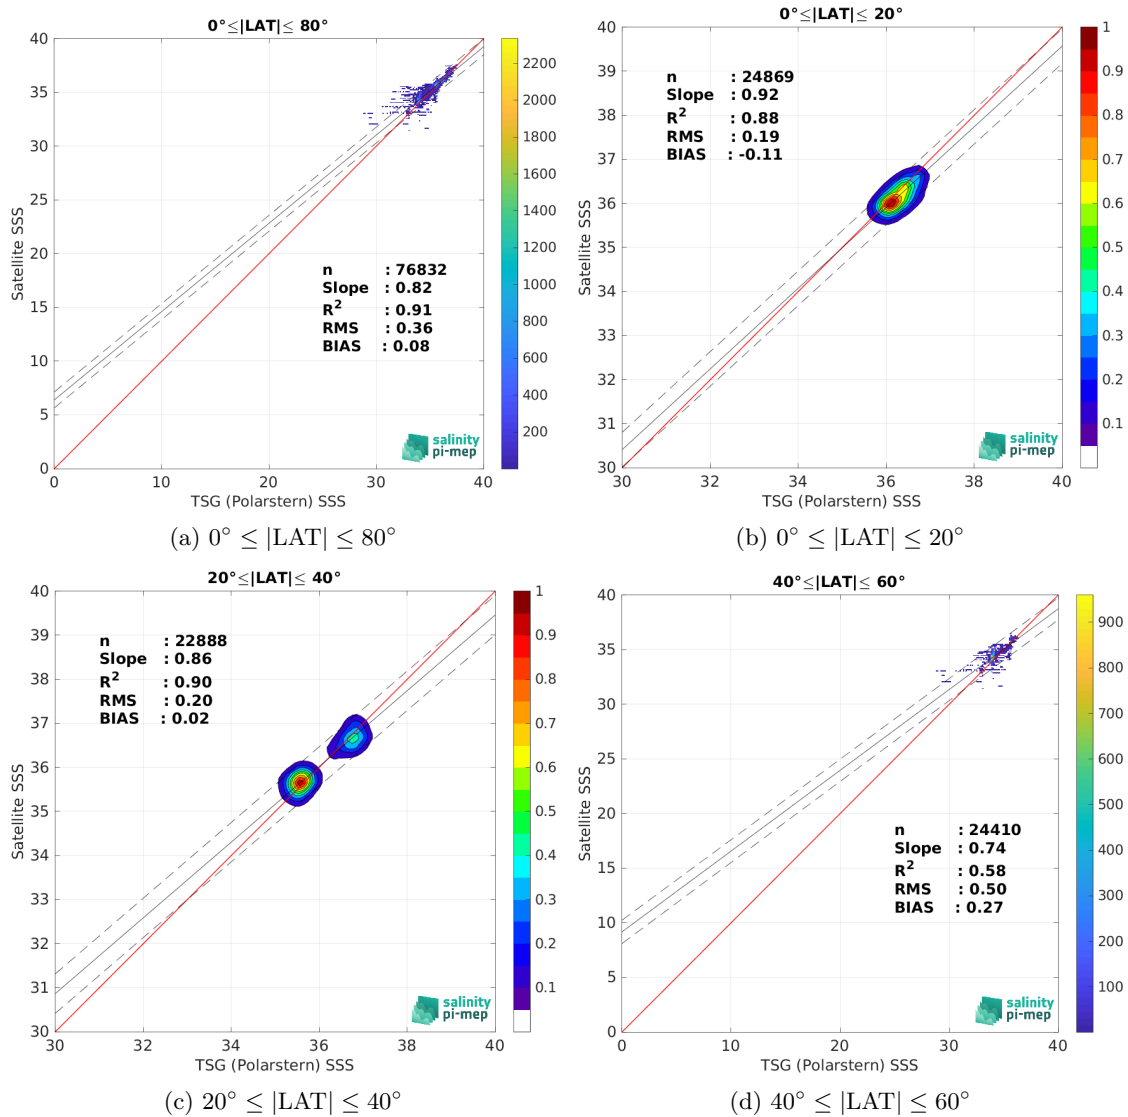 0°≤|LAT|≤ 80°
40
35
30
25
20
15
10
5
0
0
10
20
30
40
Satellite SSS
TSG (Polarstern) SSS
n : 76832
Slope : 0.82
R² : 0.91
RMS : 0.36
BIAS : 0.08
salinity
pi-mep
2200
2000
1800
1600
1400
1200
1000
800
600
400
200
(a) 0° ≤ |LAT| ≤ 80°
0°≤|LAT|≤ 20°
40
39
38
37
36
35
34
33
32
31
30
30
32
34
36
38
40
Satellite SSS
TSG (Polarstern) SSS
n : 24869
Slope : 0.92
R² : 0.88
RMS : 0.19
BIAS : -0.11
salinity
pi-mep
1
0.9
0.8
0.7
0.6
0.5
0.4
0.3
0.2
0.1
(b) 0° ≤ |LAT| ≤ 20°
20°≤|LAT|≤ 40°
40
39
38
37
36
35
34
33
32
31
30
30
32
34
36
38
40
Satellite SSS
TSG (Polarstern) SSS
n : 22888
Slope : 0.86
R² : 0.90
RMS : 0.20
BIAS : 0.02
salinity
pi-mep
1
0.9
0.8
0.7
0.6
0.5
0.4
0.3
0.2
0.1
(c) 20° ≤ |LAT| ≤ 40°
40°≤|LAT|≤ 60°
40
35
30
25
20
15
10
5
0
0
10
20
30
40
Satellite SSS
TSG (Polarstern) SSS
n : 24410
Slope : 0.74
R² : 0.58
RMS : 0.50
BIAS : 0.27
salinity
pi-mep
900
800
700
600
500
400
300
200
100
(d) 40° ≤ |LAT| ≤ 60°